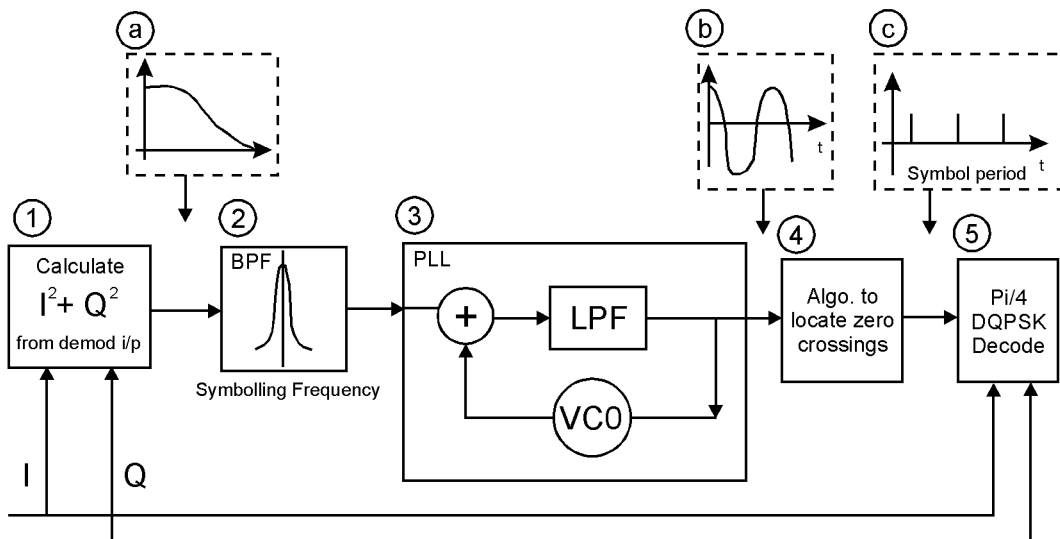 a
b
c
t
Symbol period
t
1
2
3
4
5
Calculate
I² + Q²
from demod i/p
BPF
Symbolling Frequency
PLL
+
LPF
VC0
Algo. to
locate zero
crossings
Pi/4
DQPSK
Decode
I
Q